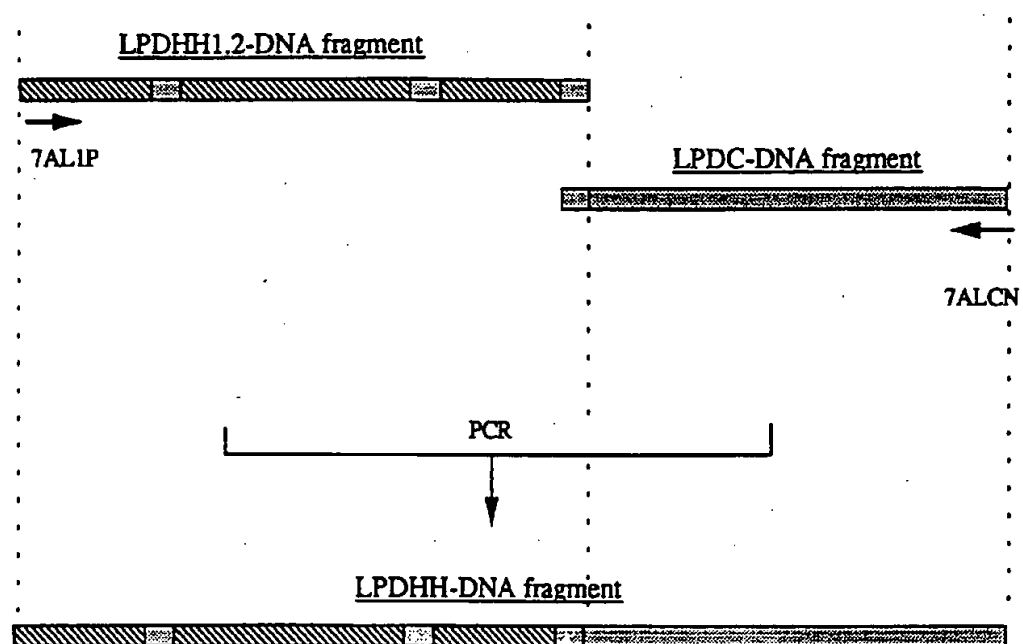 LPDHH1,2-DNA fragment
7AL1P
LPDC-DNA fragment
7ALCN
PCR
LPDHH-DNA fragment